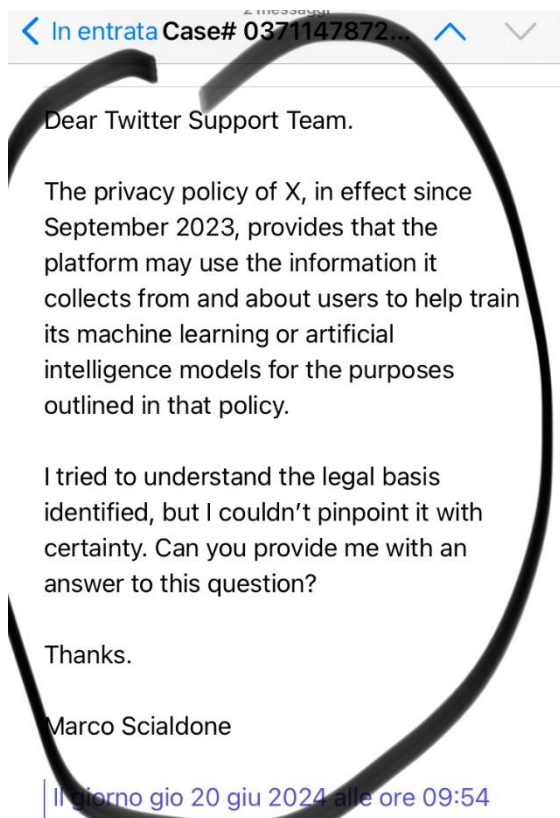 2 messaggi
In entrata Case# 0371147872...
Dear Twitter Support Team.
The privacy policy of X, in effect since
September 2023, provides that the
platform may use the information it
collects from and about users to help train
its machine learning or artificial
intelligence models for the purposes
outlined in that policy.
I tried to understand the legal basis
identified, but I couldn’t pinpoint it with
certainty. Can you provide me with an
answer to this question?
Thanks.
Marco Scialdone
Il giorno gio 20 giu 2024 alle ore 09:54